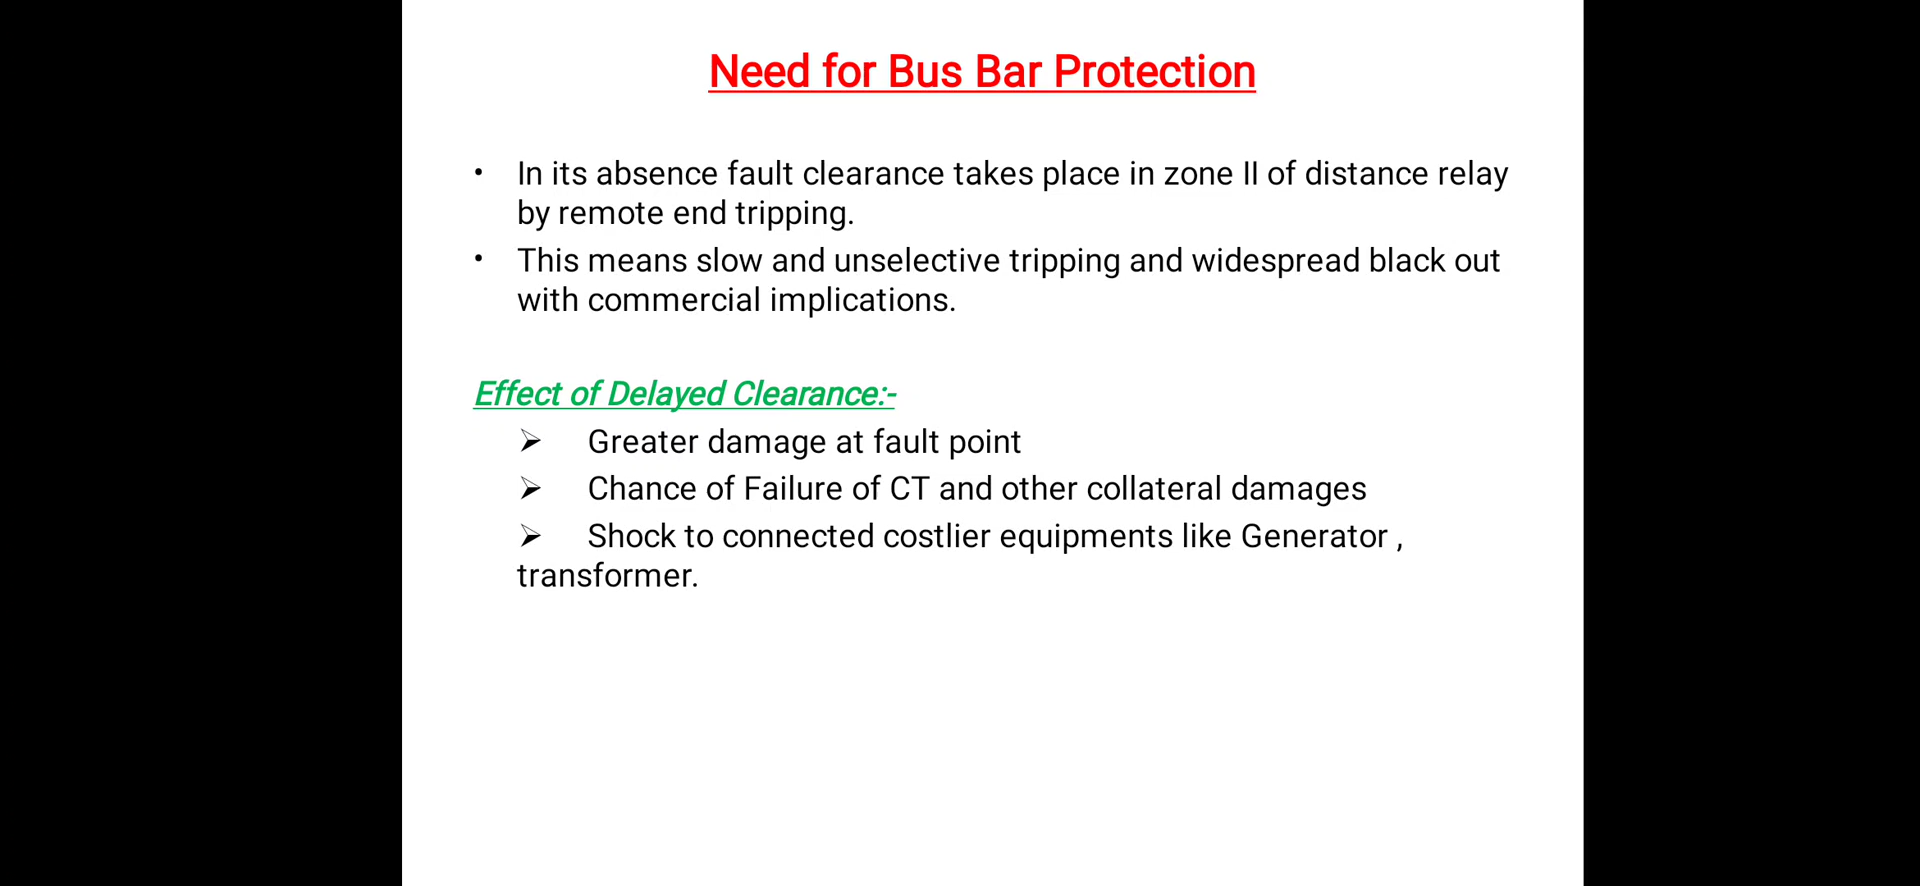 Need for Bus Bar Protection
• In its absence fault clearance takes place in zone II of distance relay
by remote end tripping.
• This means slow and unselective tripping and widespread black out
with commercial implications.
Effect of Delayed Clearance:-
➢ Greater damage at fault point
➢ Chance of Failure of CT and other collateral damages
➢ Shock to connected costlier equipments like Generator ,
transformer.